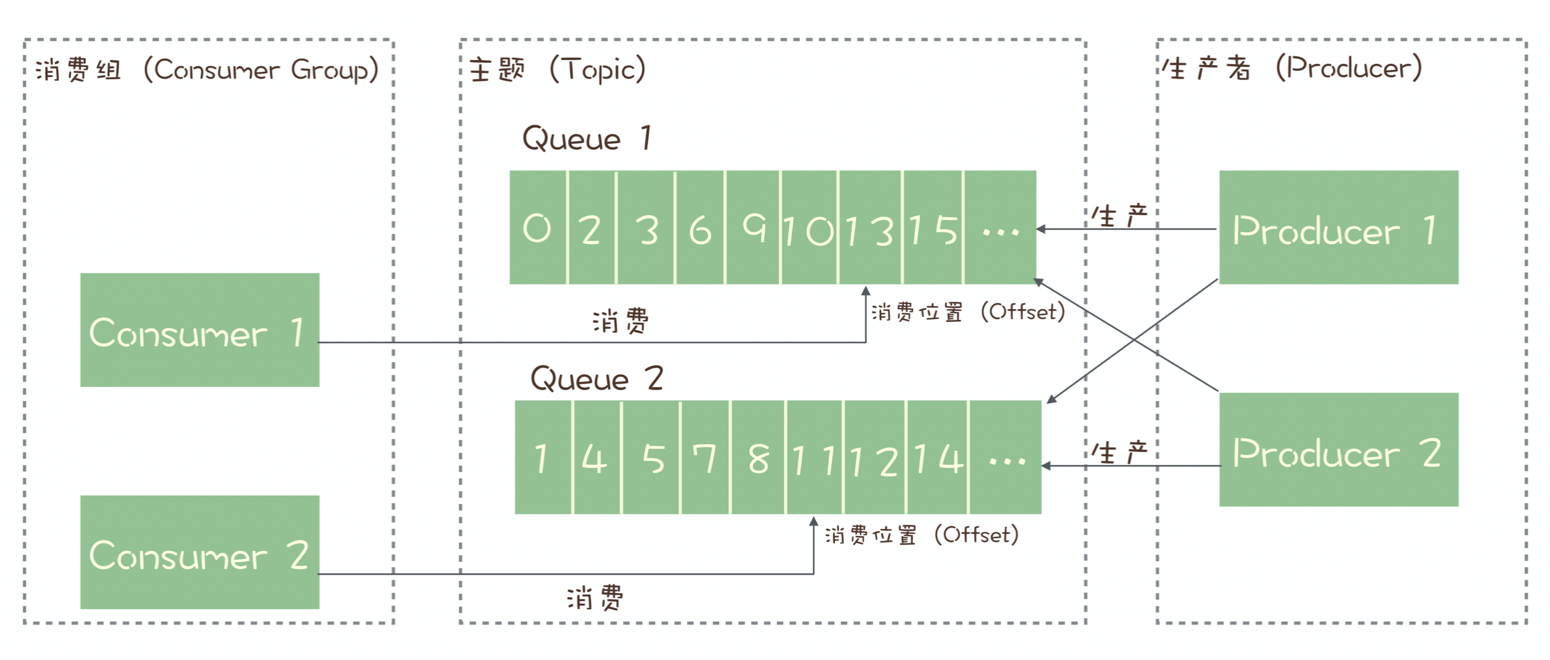 消费组 (Consumer Group)
Consumer 1
Consumer 2
消费
消费
主题 (Topic)
Queue 1
0 2 3 6 9 10 13 15 ...
消费位置 (Offset)
Queue 2
1 4 5 7 8 11 12 14 ...
消费位置 (Offset)
生产
生产
生产者 (Producer)
Producer 1
Producer 2